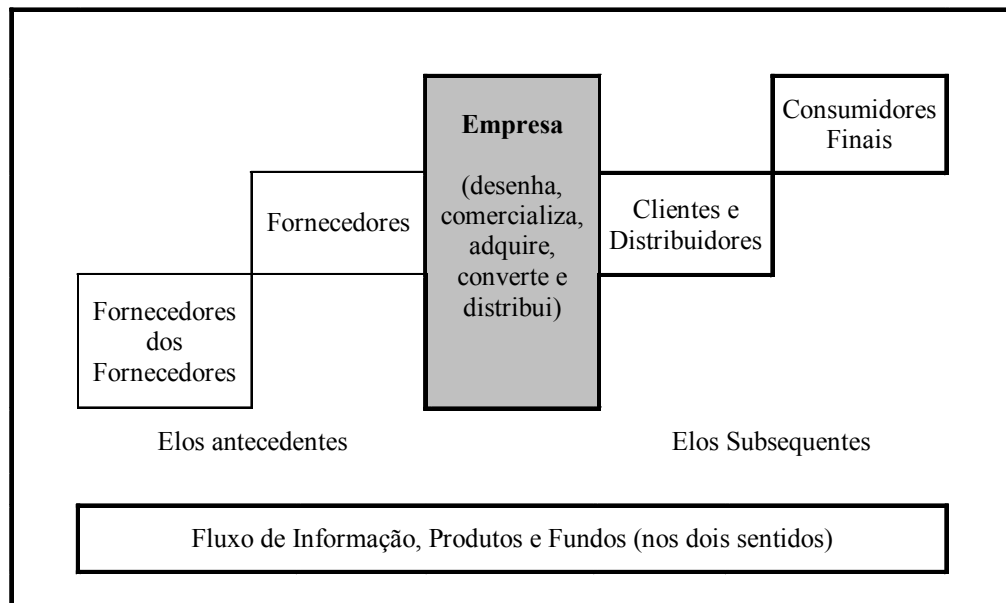 Empresa
(desenha,
comercializa,
adquire,
converte e
distribui)
Consumidores
Finais
Fornecedores
Clientes e
Distribuidores
Fornecedores
dos
Fornecedores
Elos antecedentes
Elos Subsequentes
Fluxo de Informação, Produtos e Fundos (nos dois sentidos)